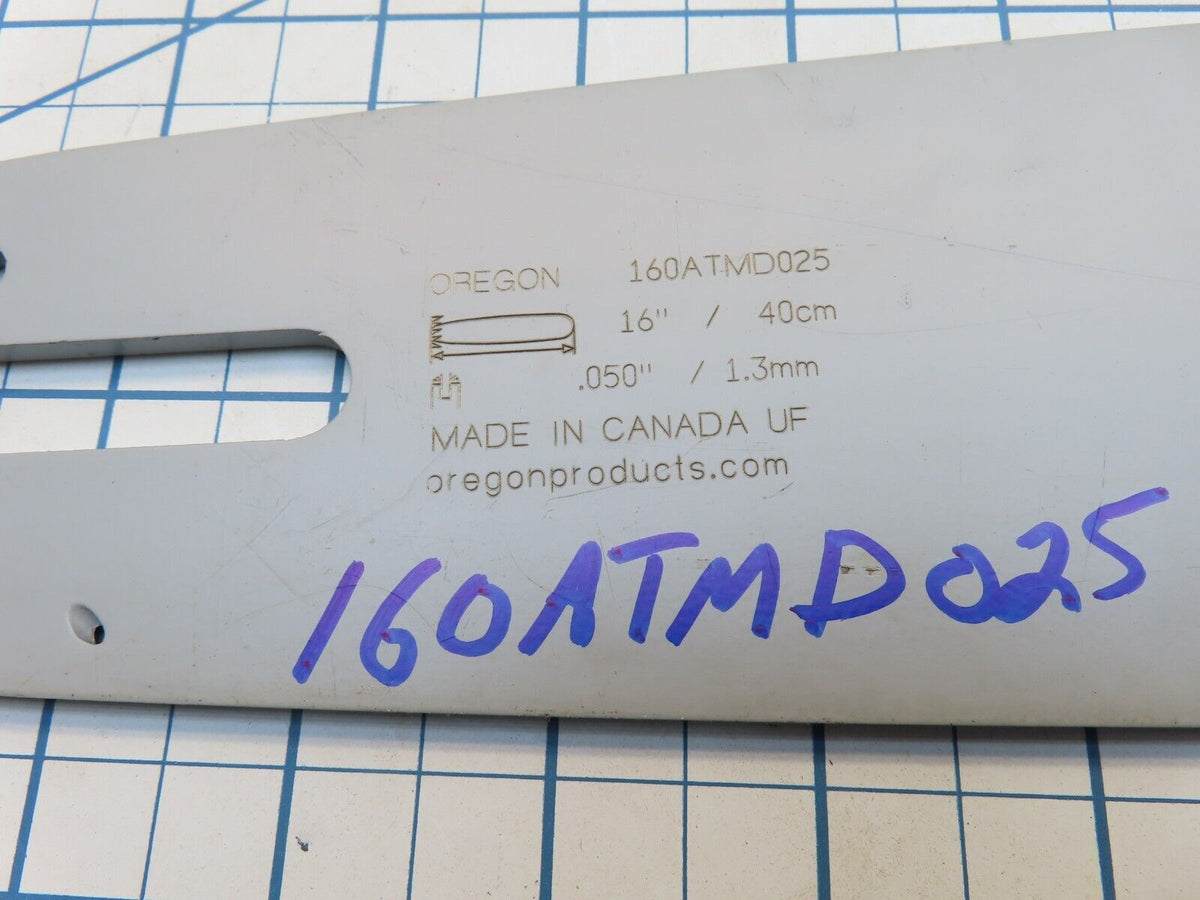 OREGON 160ATMD025
16" / 40cm
.050" / 1.3mm
MADE IN CANADA UF
oregonproducts.com
160ATMD025